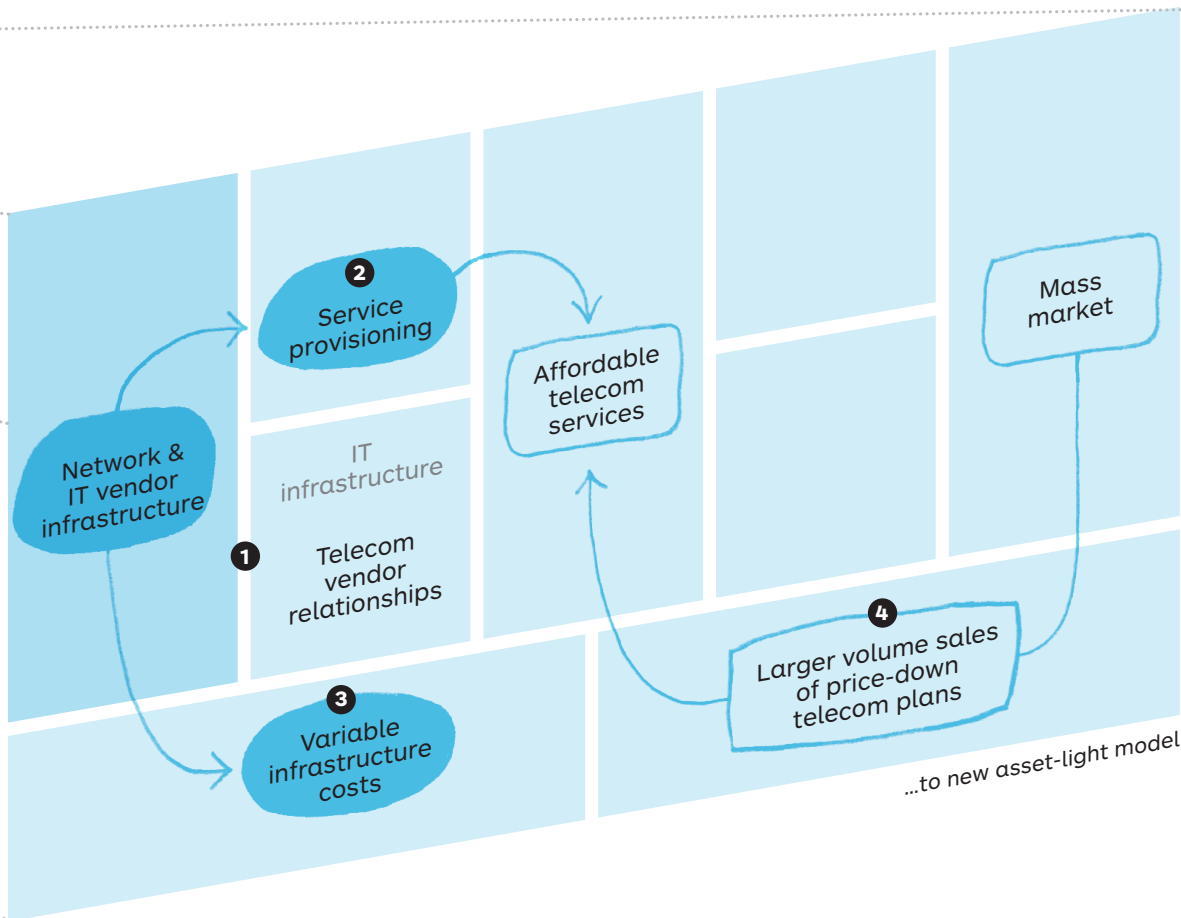 2
Service
provisioning
Mass
market
Affordable
telecom
services
Network &
IT vendor
infrastructure
IT
infrastructure
1
Telecom
vendor
relationships
4
Larger volume sales
of price-down
telecom plans
3
Variable
infrastructure
costs
...to new asset-light model